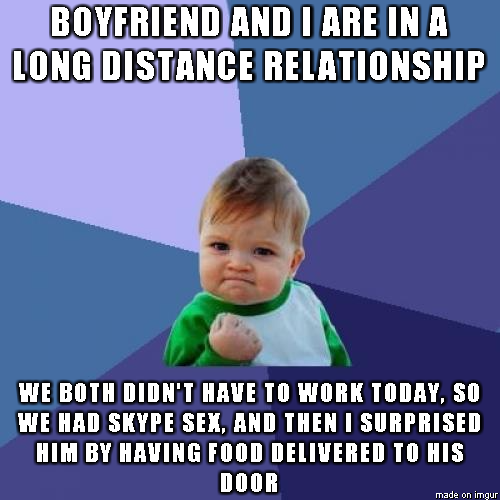 BOYFRIEND AND I ARE IN A
LONG DISTANCE RELATIONSHIP
WE BOTH DIDN'T HAVE TO WORK TODAY, SO
WE HAD SKYPE SEX, AND THEN I SURPRISED
HIM BY HAVING FOOD DELIVERED TO HIS
DOOR
made on imgur